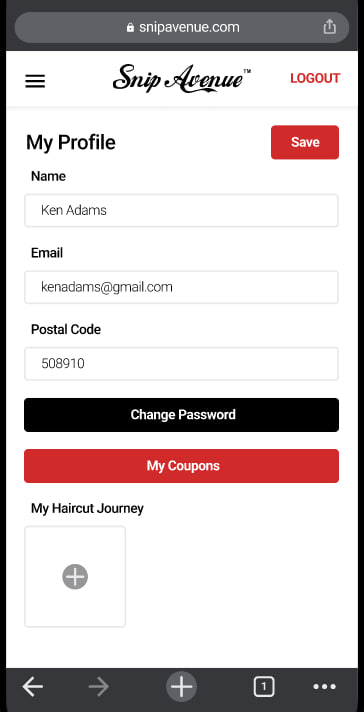 snipavenue.com
Snip Avenue™
LOGOUT
My Profile
Save
Name
Ken Adams
Email
kenadams@gmail.com
Postal Code
508910
Change Password
My Coupons
My Haircut Journey
1